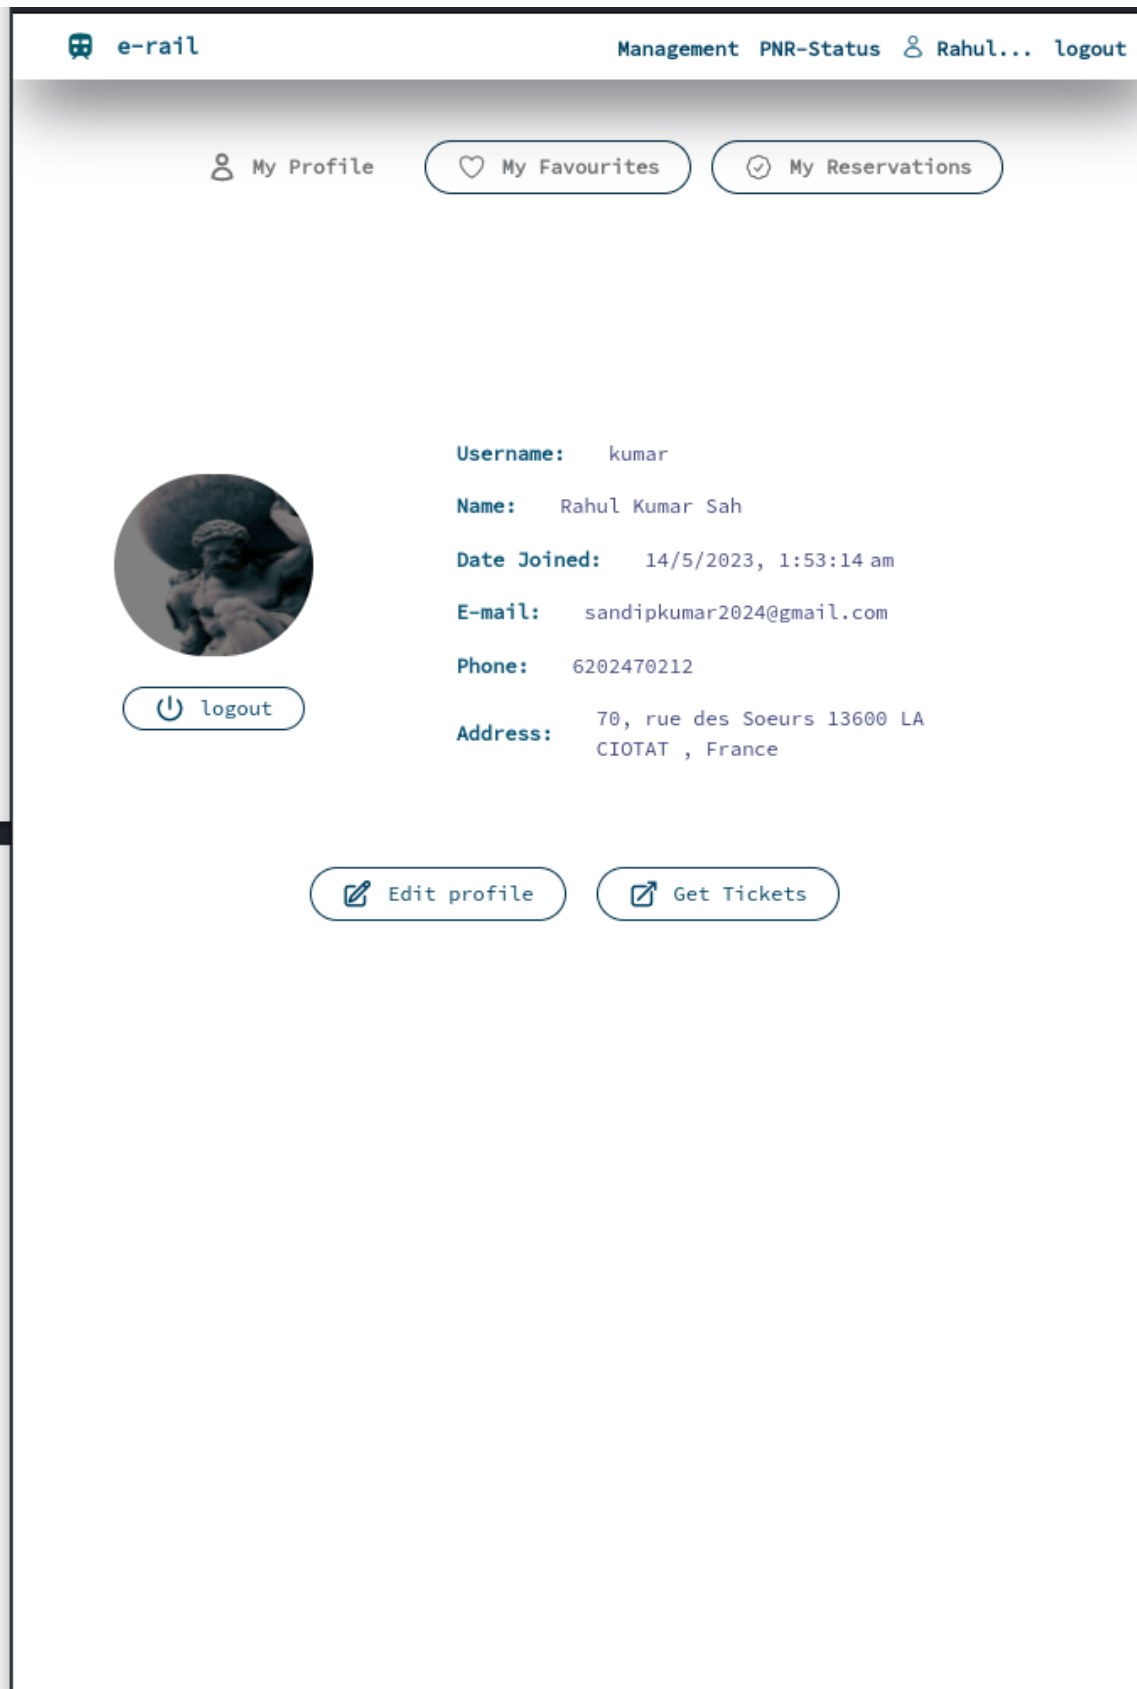 e-rail Management PNR-Status Rahul... logout
My Profile My Favourites My Reservations
Username: kumar
Name: Rahul Kumar Sah
Date Joined: 14/5/2023, 1:53:14 am
E-mail: sandipkumar2024@gmail.com
Phone: 6202470212
Address: 70, rue des Soeurs 13600 LA
CIOTAT , France
logout
Edit profile Get Tickets